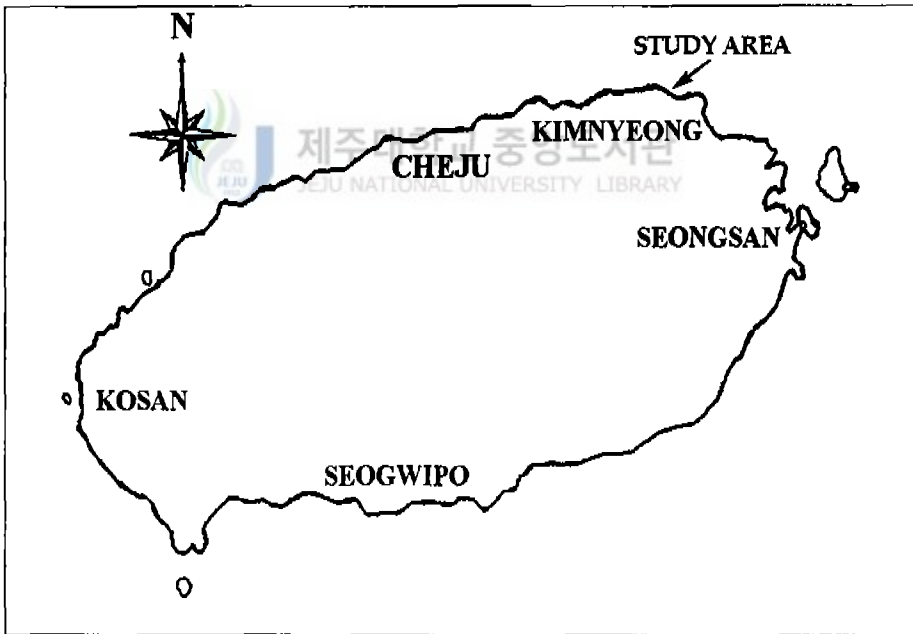 N
STUDY AREA
KIMNYEONG
제주대학교 중앙도서관
CHEJU
JEJU NATIONAL UNIVERSITY LIBRARY
SEONGSAN
KOSAN
SEOGWIPO